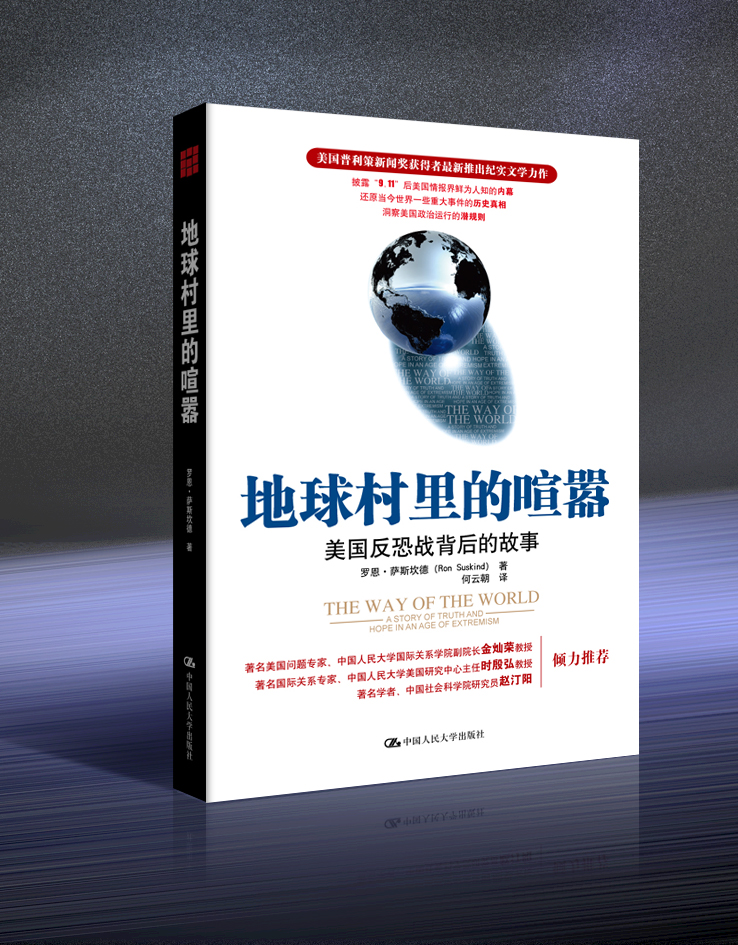 地球村里的喧嚣
罗恩·萨斯坎德 著
中国人民大学出版社
美国普利策新闻奖获得者最新推出纪实文学力作
披露“9.11”后美国情报界鲜为人知的内幕
还原当今世界一些重大事件的历史真相
洞察美国政治运行的潜规则
THE WAY OF
THE WORLD
THE WAY OF
THE WORLD
地球村里的喧嚣
美国反恐战背后的故事
罗恩·萨斯坎德 (Ron Suskind) 著
何云朝 译
THE WAY OF THE WORLD
A STORY OF TRUTH AND
HOPE IN AN AGE OF EXTREMISM
著名美国问题专家、中国人民大学国际关系学院副院长金灿荣教授
著名国际关系专家、中国人民大学美国研究中心主任时殷弘教授
著名学者、中国社会科学院研究员赵汀阳
倾力推荐
中国人民大学出版社